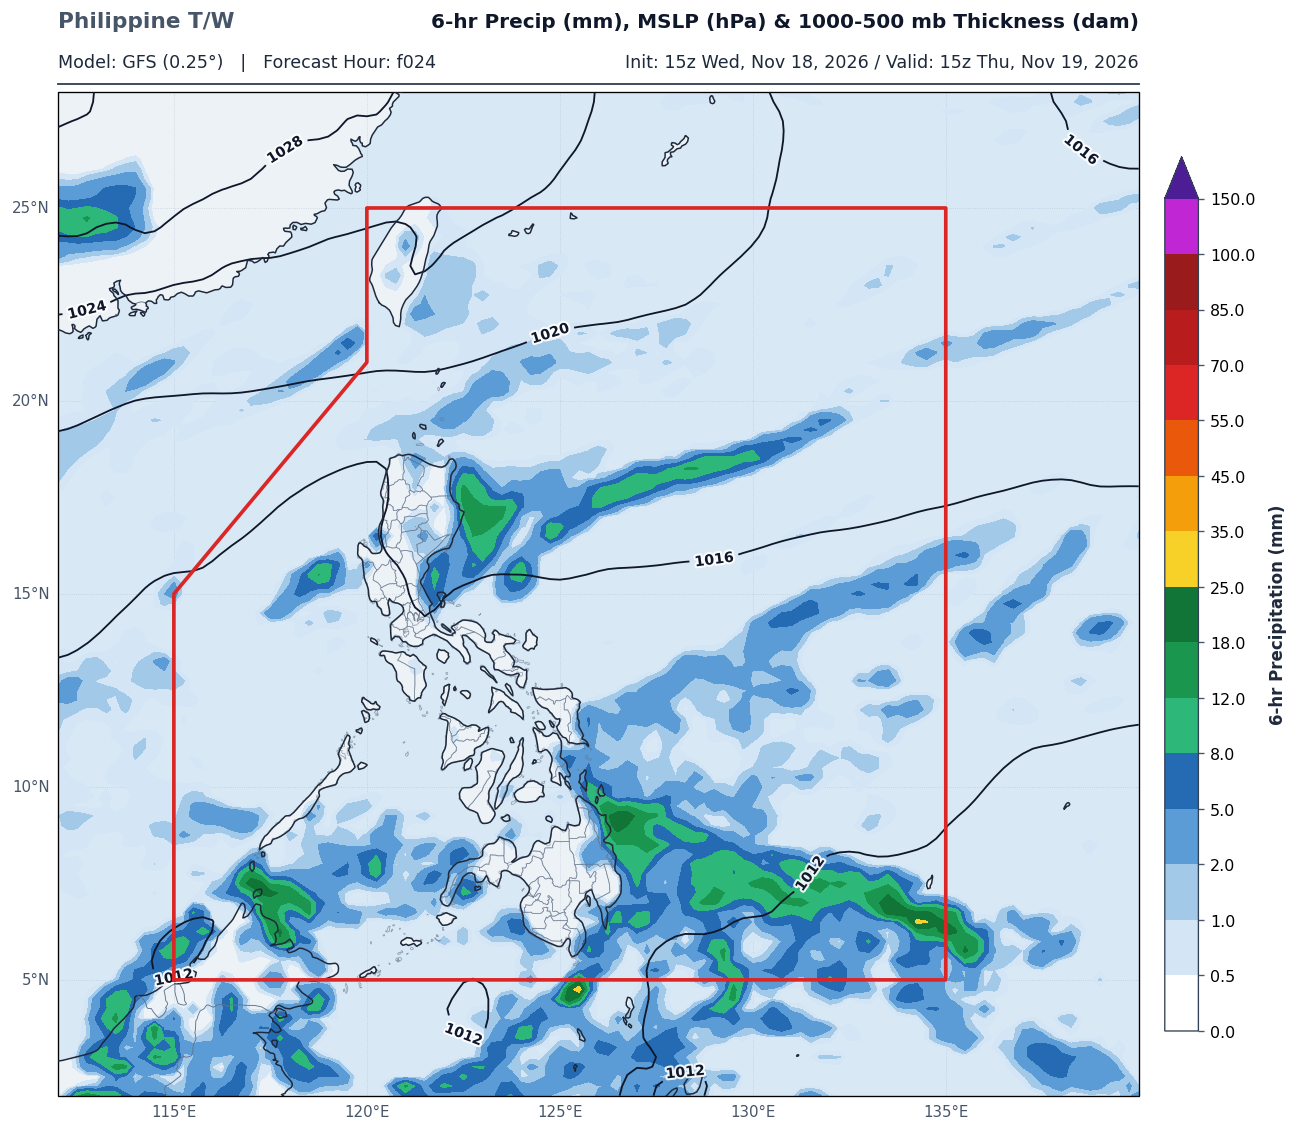 Philippine T/W
6-hr Precip (mm), MSLP (hPa) & 1000-500 mb Thickness (dam)
Model: GFS (0.25°) | Forecast Hour: f024
Init: 15z Wed, Nov 18, 2026 / Valid: 15z Thu, Nov 19, 2026
1028
1016
1024
1020
1016
1012
1012
1012
1012
25°N
20°N
15°N
10°N
5°N
115°E
120°E
125°E
130°E
135°E
150.0
100.0
85.0
70.0
55.0
45.0
35.0
25.0
18.0
12.0
8.0
5.0
2.0
1.0
0.5
0.0
6-hr Precipitation (mm)